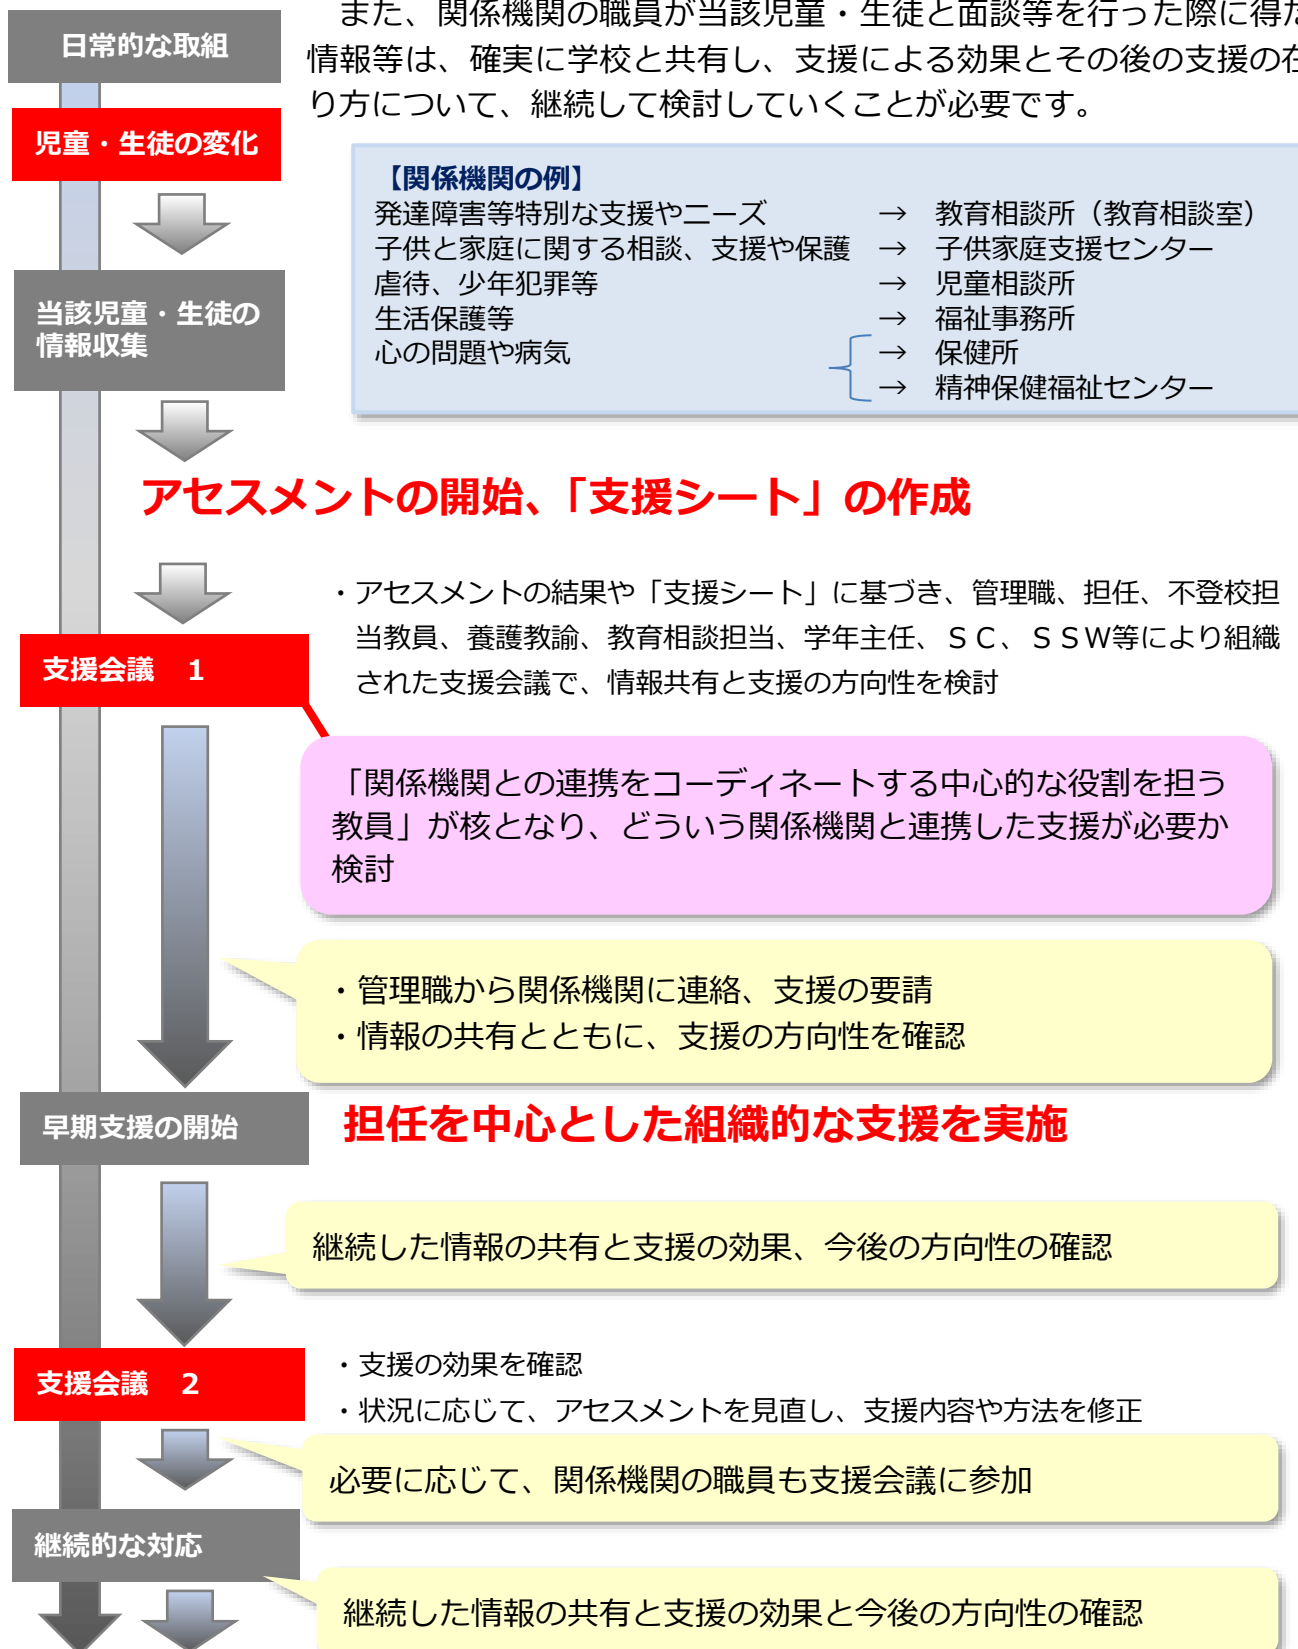 また、関係機関の職員が当該児童・生徒と面談等を行った際に得た
情報等は、確実に学校と共有し、支援による効果とその後の支援の在
り方について、継続して検討していくことが必要です。
日常的な取組
児童・生徒の変化
【関係機関の例】
発達障害等特別な支援やニーズ → 教育相談所（教育相談室）
子供と家庭に関する相談、支援や保護 → 子供家庭支援センター
虐待、少年犯罪等 → 児童相談所
生活保護等 → 福祉事務所
心の問題や病気 → 保健所
→ 精神保健福祉センター
当該児童・生徒の
情報収集
アセスメントの開始、「支援シート」の作成
・アセスメントの結果や「支援シート」に基づき、管理職、担任、不登校担
当教員、養護教諭、教育相談担当、学年主任、ＳＣ、ＳＳＷ等により組織
された支援会議で、情報共有と支援の方向性を検討
支援会議　1
「関係機関との連携をコーディネートする中心的な役割を担う
教員」が核となり、どういう関係機関と連携した支援が必要か
検討
・管理職から関係機関に連絡、支援の要請
・情報の共有とともに、支援の方向性を確認
早期支援の開始
担任を中心とした組織的な支援を実施
継続した情報の共有と支援の効果、今後の方向性の確認
支援会議　2
・支援の効果を確認
・状況に応じて、アセスメントを見直し、支援内容や方法を修正
必要に応じて、関係機関の職員も支援会議に参加
継続的な対応
継続した情報の共有と支援の効果と今後の方向性の確認